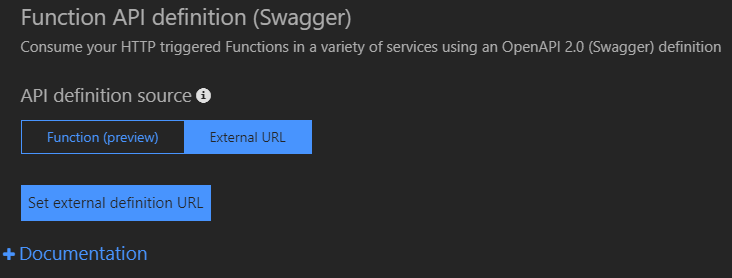 Function API definition (Swagger)
Consume your HTTP triggered Functions in a variety of services using an OpenAPI 2.0 (Swagger) definition
API definition source
Function (preview) External URL
Set external definition URL
Documentation